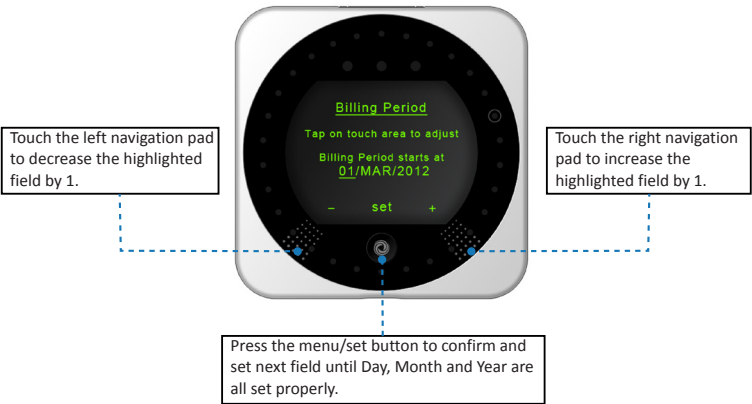 Billing Period
Tap on touch area to adjust
Billing Period starts at
01/MAR/2012
– set +
Touch the left navigation pad
to decrease the highlighted
field by 1.
Touch the right navigation
pad to increase the
highlighted field by 1.
Press the menu/set button to confirm and
set next field until Day, Month and Year are
all set properly.